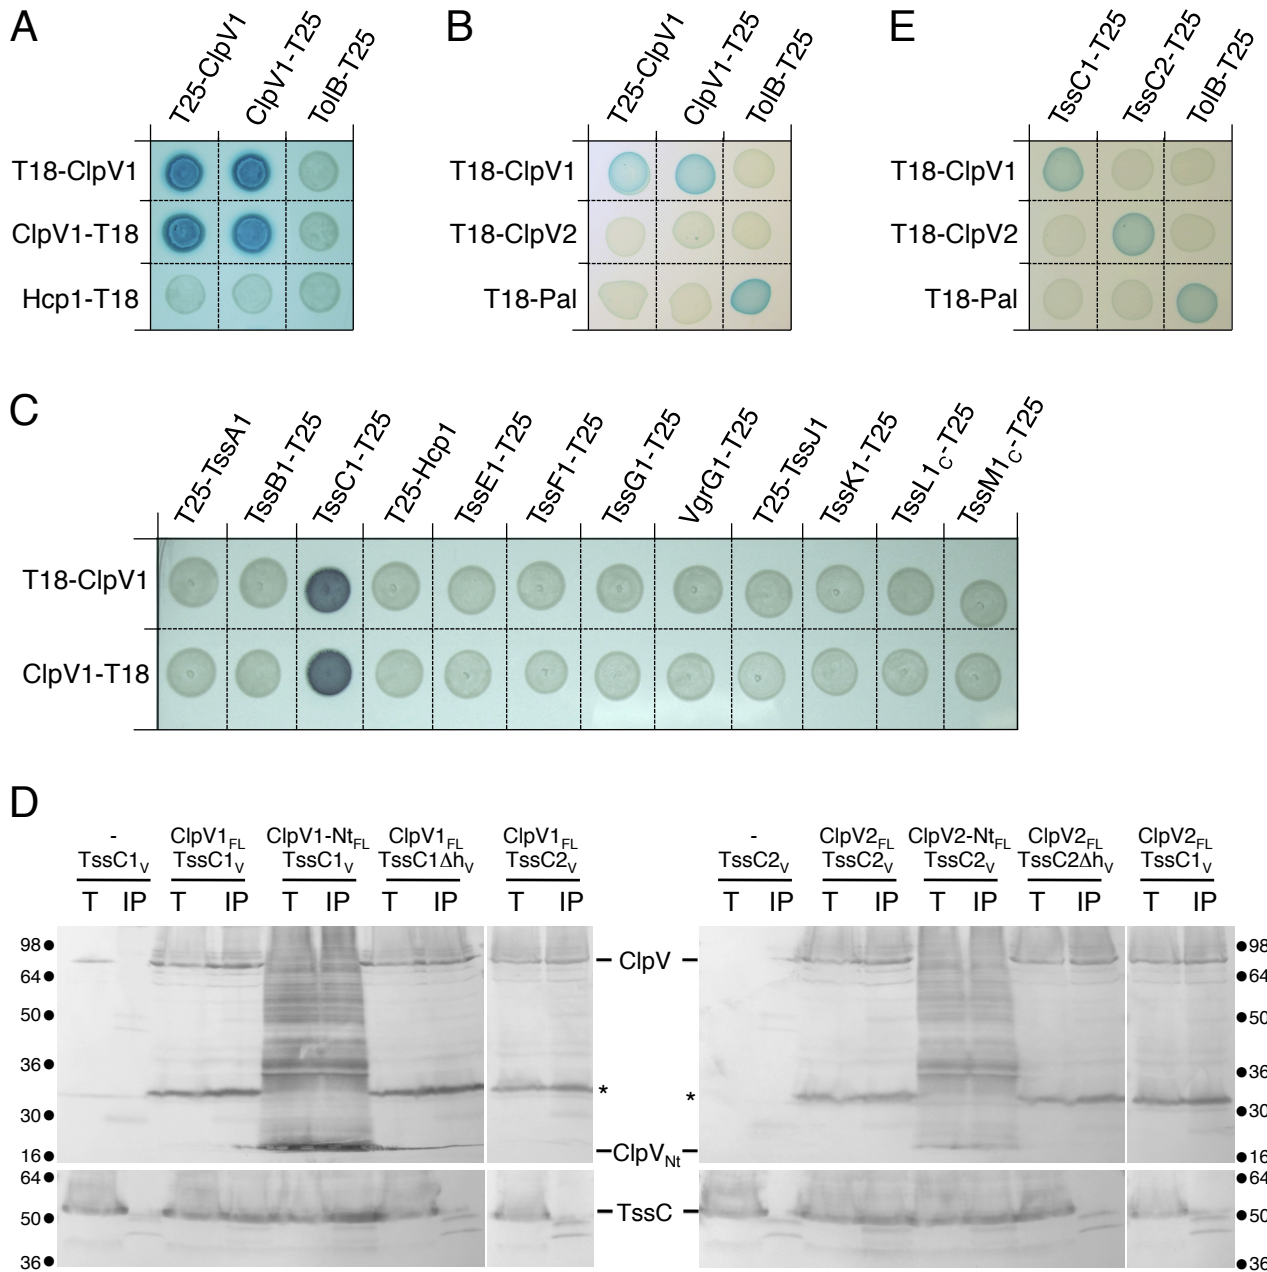 A
T25-ClpV1
ClpV1-T25
TolB-T25
T18-ClpV1
ClpV1-T18
Hcp1-T18
B
T25-ClpV1
ClpV1-T25
TolB-T25
T18-ClpV1
T18-ClpV2
T18-Pal
E
TssC1-T25
TssC2-T25
TolB-T25
T18-ClpV1
T18-ClpV2
T18-Pal
C
T25-TssA1
TssB1-T25
TssC1-T25
T25-Hcp1
TssE1-T25
TssF1-T25
TssG1-T25
VgrG1-T25
T25-TssJ1
TssK1-T25
TssL1C-T25
TssM1C-T25
T18-ClpV1
ClpV1-T18
D
- ClpV1FL ClpV1-NtFL ClpV1FL ClpV1FL
TssC1V TssC1V TssC1V TssC1ΔhV TssC2V
T IP T IP T IP T IP T IP
98
64
50
36
30
16
64
50
36
ClpV
*
*
ClpVNt
TssC
- ClpV2FL ClpV2-NtFL ClpV2FL ClpV2FL
TssC2V TssC2V TssC2V TssC2ΔhV TssC1V
T IP T IP T IP T IP T IP
98
64
50
36
30
16
64
50
36